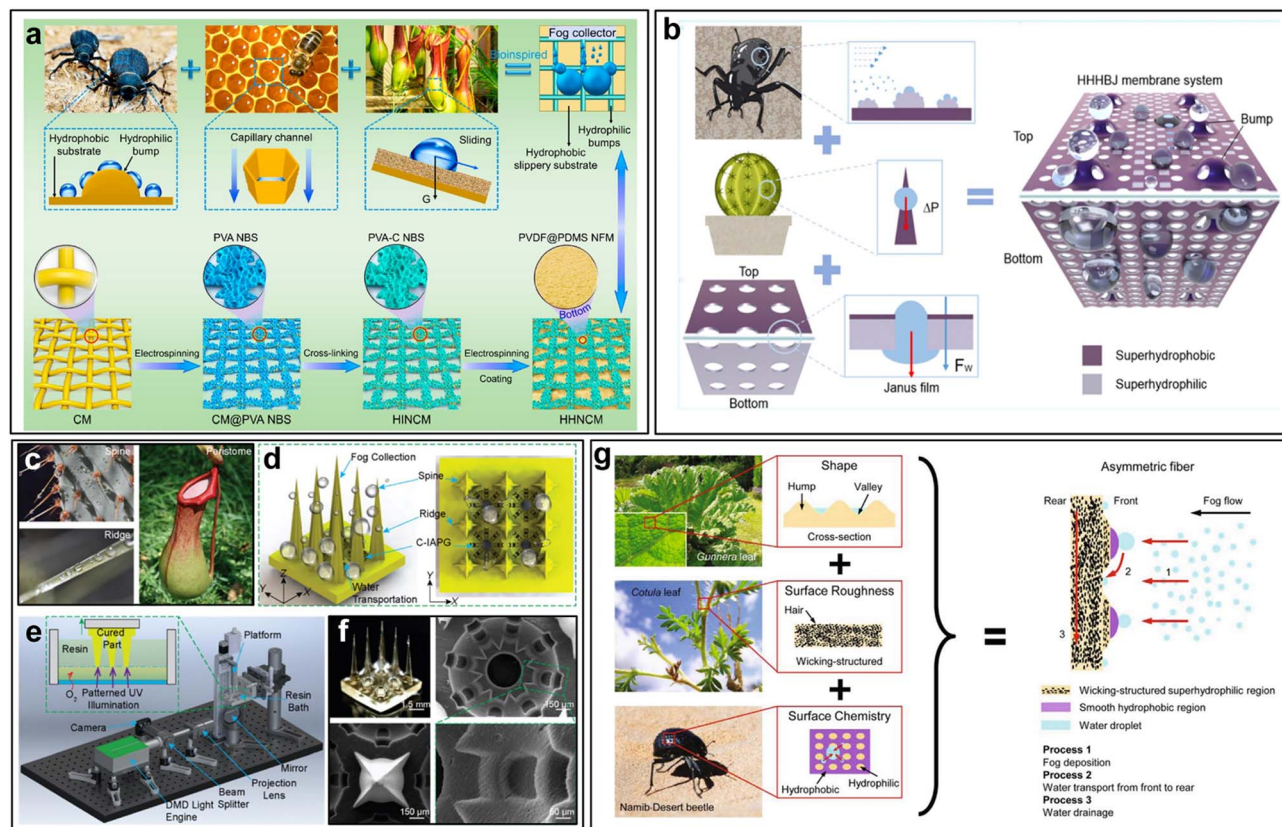 a
Bioinspired
Fog collector
Hydrophobic
substrate
Hydrophilic
bump
Capillary channel
Sliding
G
Hydrophilic
bumps
Hydrophobic
slippery substrate
PVA NBS
PVA-C NBS
PVDF@PDMS NFM
Bottom
Electrospinning
Cross-linking
Electrospinning
Coating
CM
CM@PVA NBS
HINCM
HHNCM
b
HHHBJ membrane system
Top
Bump
ΔP
Top
Bottom
Bottom
Janus film
Fw
Superhydrophobic
Superhydrophilic
c
Spine
Peristome
Ridge
d
Fog Collection
Spine
Ridge
C-IAPG
Water
Transportation
Z
Y
X
Y
X
e
Cured
Part
Resin
O2
Patterned UV
Illumination
Platform
Resin
Bath
Camera
Mirror
Projection
Lens
Beam
Splitter
DMD Light
Engine
f
1.5 mm
150 μm
150 μm
50 μm
g
Gunnera leaf
Shape
Hump
Valley
Cross-section
+
Cotula leaf
Surface Roughness
Hair
Wicking-structured
+
Namib Desert beetle
Surface Chemistry
Hydrophobic
Hydrophilic
=
Asymmetric fiber
Rear
Front
Fog flow
1
2
3
Wicking-structured superhydrophilic region
Smooth hydrophobic region
Water droplet
Process 1
Fog deposition
Process 2
Water transport from front to rear
Process 3
Water drainage